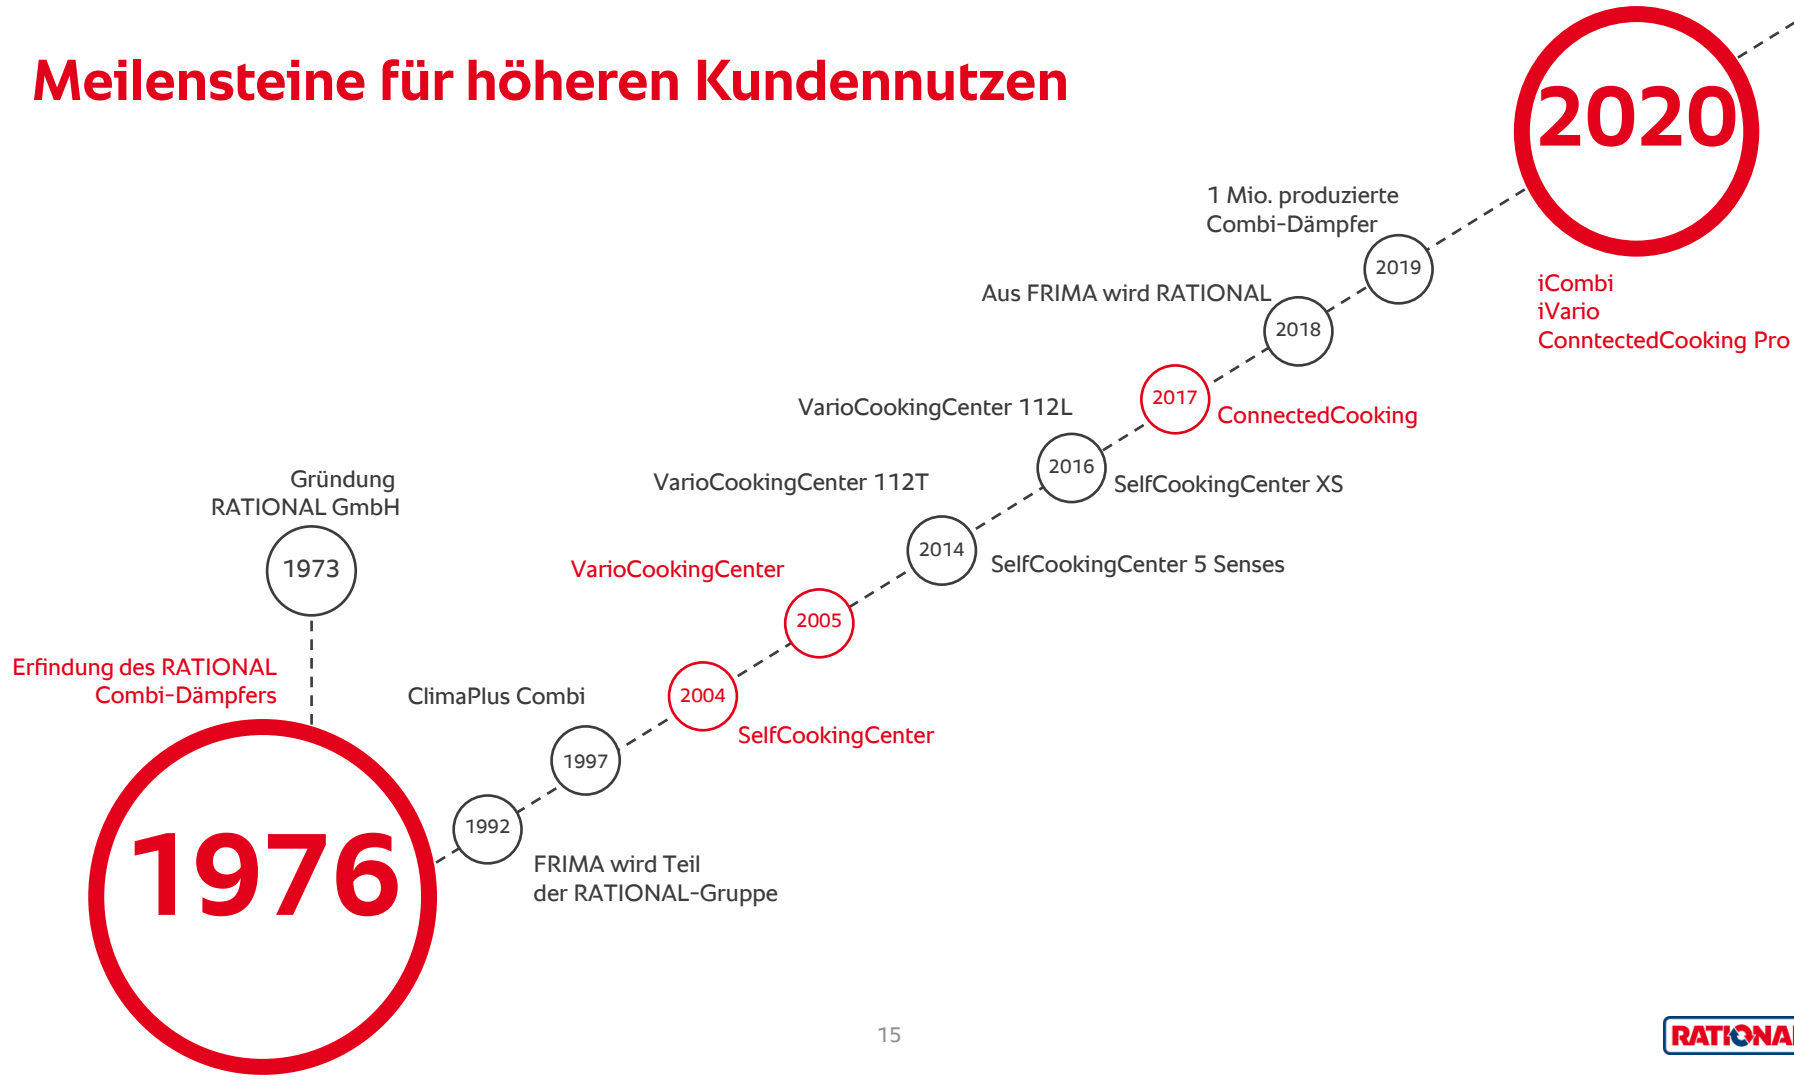 Meilensteine für höheren Kundennutzen
2020
iCombi
iVario
ConntectedCooking Pro
1 Mio. produzierte
Combi-Dämpfer
2019
Aus FRIMA wird RATIONAL
2018
2017
ConnectedCooking
VarioCookingCenter 112L
2016
SelfCookingCenter XS
VarioCookingCenter 112T
2014
SelfCookingCenter 5 Senses
Gründung
RATIONAL GmbH
1973
VarioCookingCenter
2005
Erfindung des RATIONAL
Combi-Dämpfers
ClimaPlus Combi
2004
SelfCookingCenter
1997
1992
FRIMA wird Teil
der RATIONAL-Gruppe
1976
15
RATIONAL